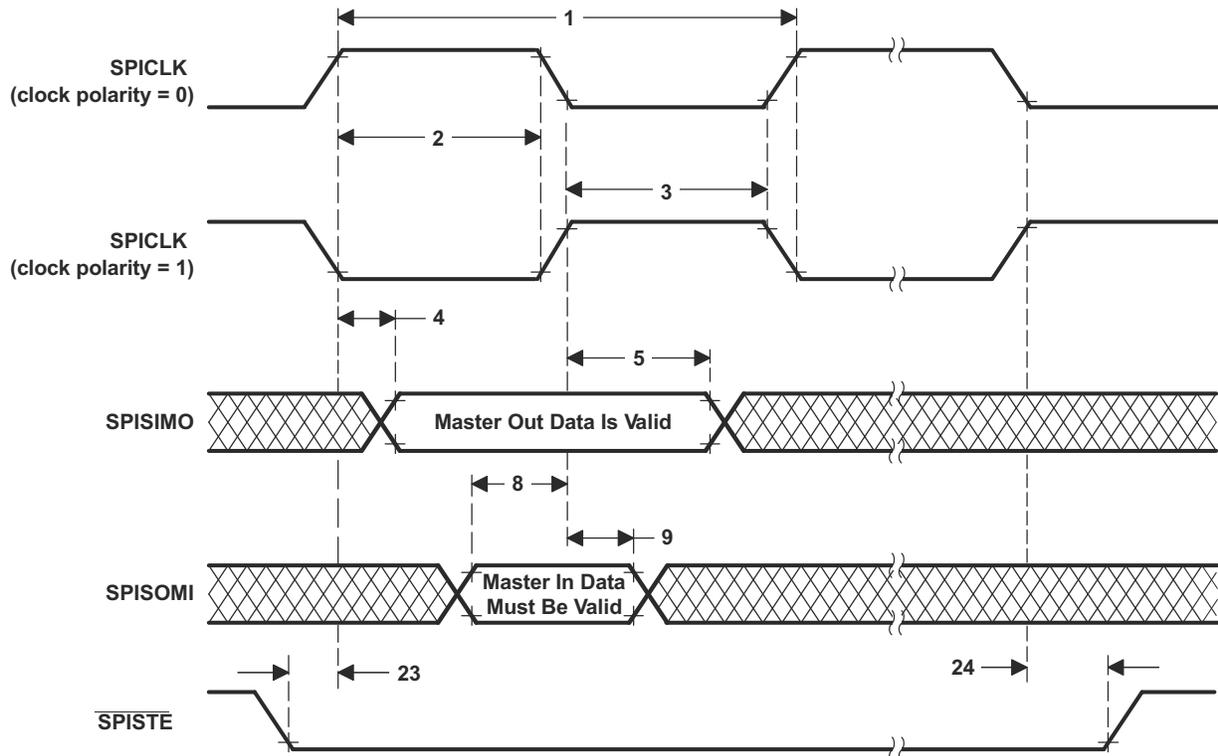 1
SPICLK
(clock polarity = 0)
2
3
SPICLK
(clock polarity = 1)
4
5
SPISIMO
Master Out Data Is Valid
8
9
SPISOMI
Master In Data
Must Be Valid
23
24
SPISTE